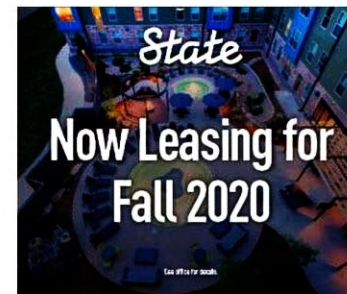 State
Now Leasing for
Fall 2020
See office for details.